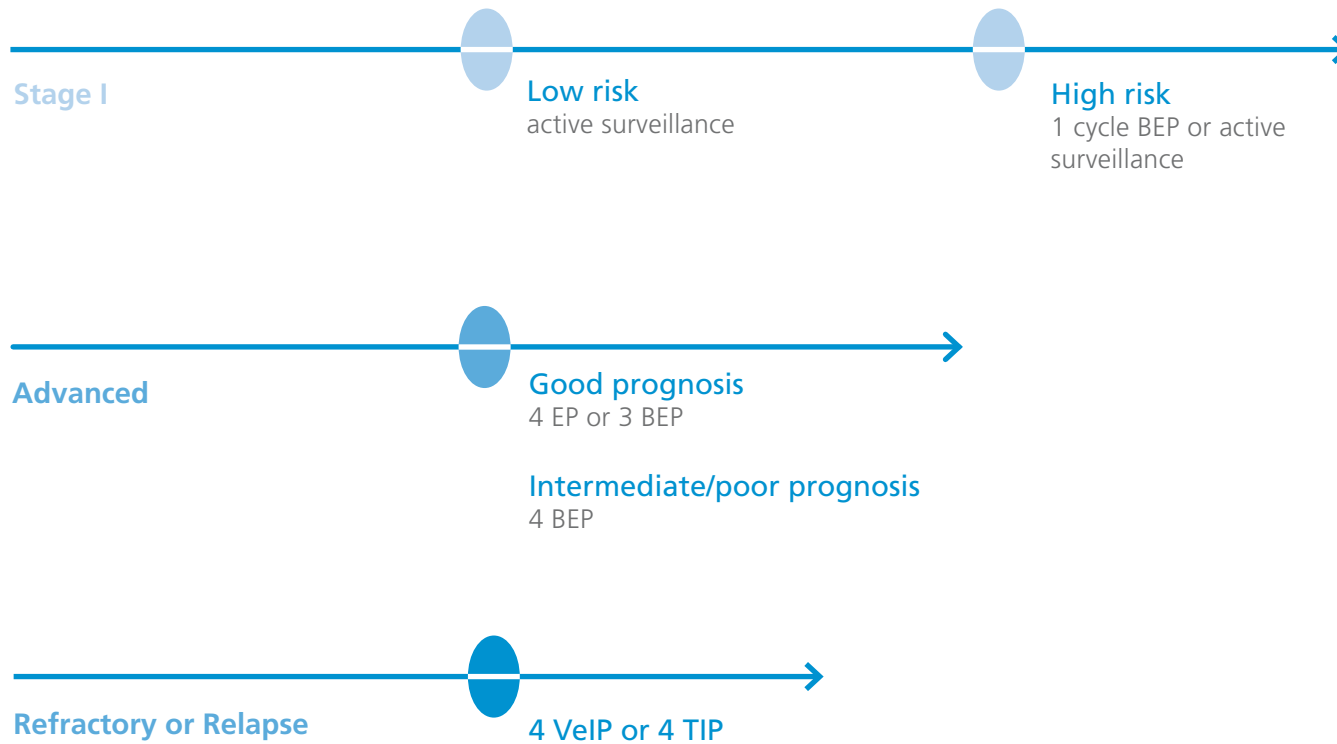 Stage I
Low risk
active surveillance
High risk
1 cycle BEP or active
surveillance
Advanced
Good prognosis
4 EP or 3 BEP
Intermediate/poor prognosis
4 BEP
Refractory or Relapse
4 VeIP or 4 TIP